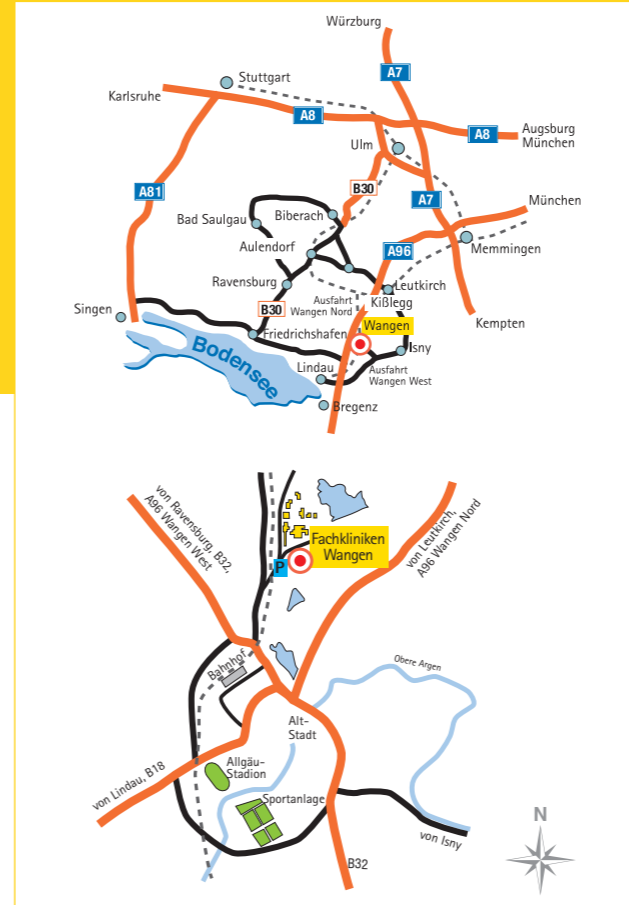 Würzburg
A7
Stuttgart
Karlsruhe
A8
A8
Augsburg
München
Ulm
A81
B30
A7
München
Bad Saulgau
Biberach
Aulendorf
A96
Memmingen
Ravensburg
Leutkirch
Kißlegg
Ausfahrt
Wangen Nord
Singen
B30
Kempten
Wangen
Friedrichshafen
Bodensee
Isny
Lindau
Ausfahrt
Wangen West
Bregenz
von Ravensburg, B32,
A96 Wangen West
von Leutkirch,
A96 Wangen Nord
Fachkliniken
Wangen
P
Bahnhof
Obere Argen
Alt-
Stadt
Allgäu-
Stadion
von Lindau, B18
Sportanlage
N
von Isny
B32